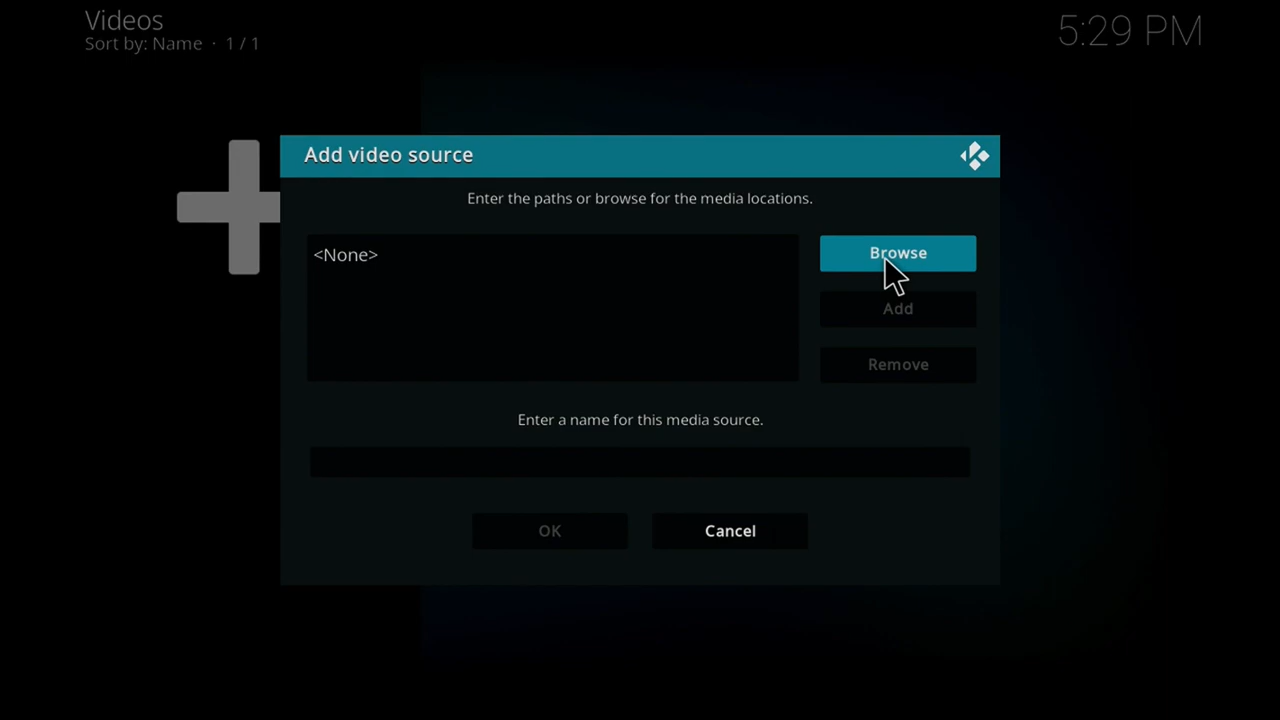 Videos
Sort by: Name · 1 / 1
5:29 PM
Add video source
Enter the paths or browse for the media locations.
<None>
Browse
Add
Remove
Enter a name for this media source.
OK
Cancel